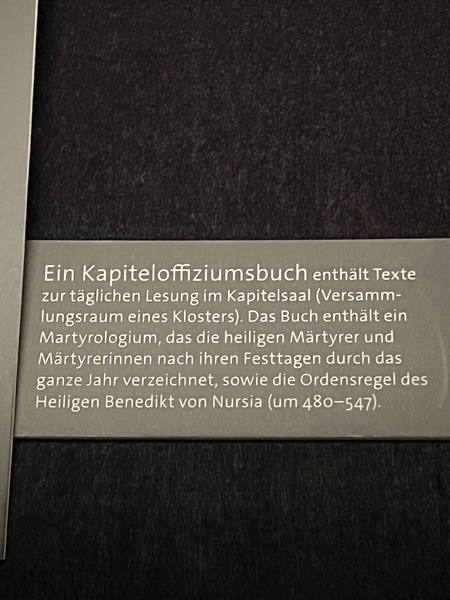 Ein Kapiteloffiziumsbuch enthält Texte
zur täglichen Lesung im Kapitelsaal (Versamm-
lungsraum eines Klosters). Das Buch enthält ein
Martyrologium, das die heiligen Märtyrer und
Märtyrerinnen nach ihren Festtagen durch das
ganze Jahr verzeichnet, sowie die Ordensregel des
Heiligen Benedikt von Nursia (um 480–547).